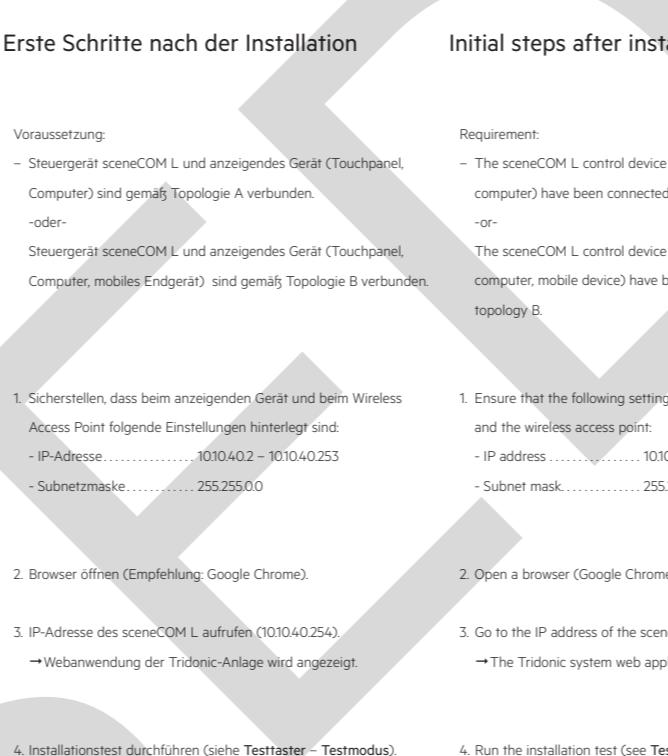 Erste Schritte nach der Installation
Voraussetzung:
– Steuergerät sceneCOM L und anzeigendes Gerät (Touchpanel,
Computer) sind gemäß Topologie A verbunden.
-oder-
Steuergerät sceneCOM L und anzeigendes Gerät (Touchpanel,
Computer, mobiles Endgerät) sind gemäß Topologie B verbunden.
1. Sicherstellen, dass beim anzeigenden Gerät und beim Wireless
Access Point folgende Einstellungen hinterlegt sind:
- IP-Adresse................ 10.10.40.2 – 10.10.40.253
- Subnetzmaske............ 255.255.0.0
2. Browser öffnen (Empfehlung: Google Chrome).
3. IP-Adresse des sceneCOM L aufrufen (10.10.40.254).
→ Webanwendung der Tridonic-Anlage wird angezeigt.
4. Installationstest durchführen (siehe Testtaster – Testmodus).
Initial steps after
Requirement:
– The sceneCOM L control device
computer) have been connected
-or-
The sceneCOM L control device
computer, mobile device) have
topology B.
1. Ensure that the following
and the wireless access point:
- IP address ................
- Subnet mask.............. 255.
2. Open a browser (Google
3. Go to the IP address of the
→ The Tridonic system web
4. Run the installation test (see